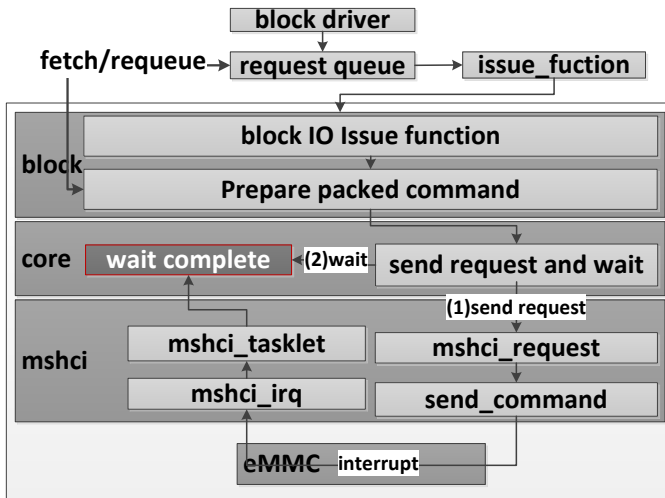 block driver
fetch/requeue
request queue
issue_fuction
block
block IO Issue function
Prepare packed command
core
wait complete
(2)wait
send request and wait
(1)send request
mshci
mshci_tasklet
mshci_request
mshci_irq
send_command
eMMC
interrupt